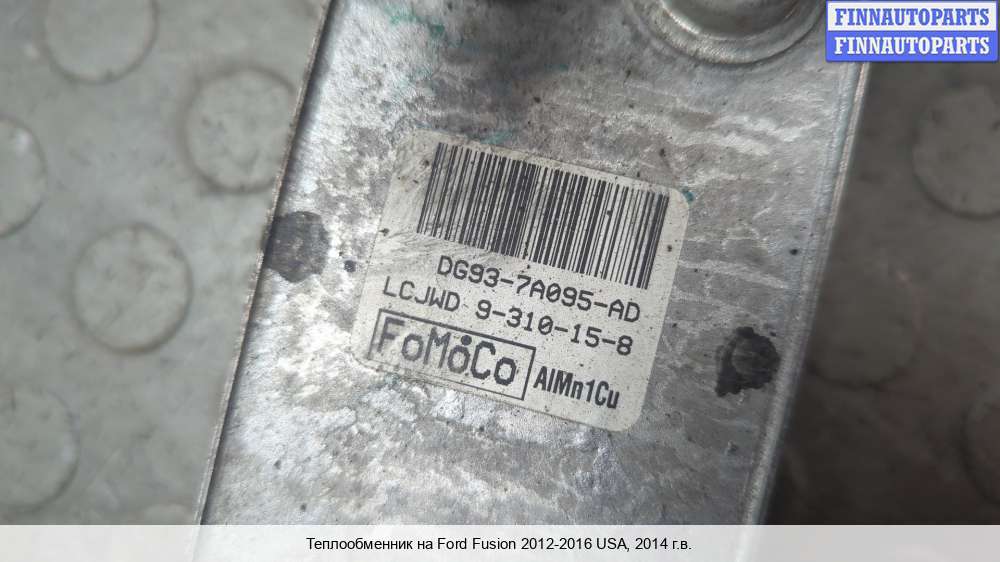 FINNAUTOPARTS
FINNAUTOPARTS
DG93-7A095-AD
LCJWD 9-310-15-8
FoMoCo
AlMn1Cu
Теплообменник на Ford Fusion 2012-2016 USA, 2014 г.в.